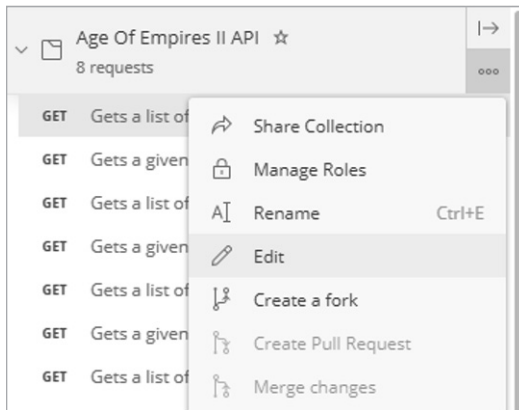 Age Of Empires II API
8 requests
GET Gets a list of
Share Collection
GET Gets a given
Manage Roles
GET Gets a list of
Rename Ctrl+E
GET Gets a given
Edit
GET Gets a list of
Create a fork
GET Gets a given
Create Pull Request
GET Gets a list of
Merge changes